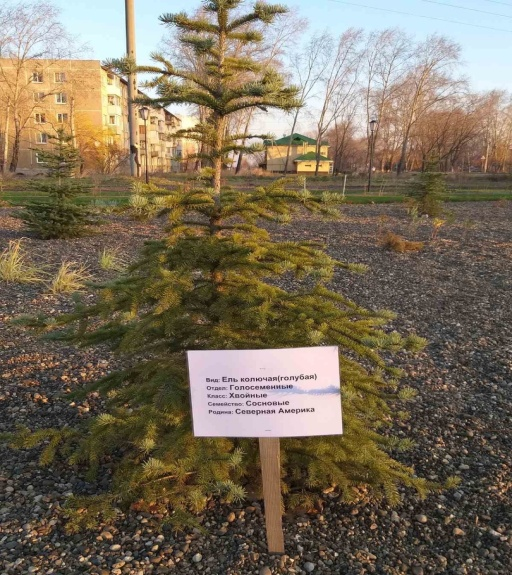 Вид: Ель колючая(голубая)
Отдел: Голосеменные
Класс: Хвойные
Семейство: Сосновые
Родина: Северная Америка